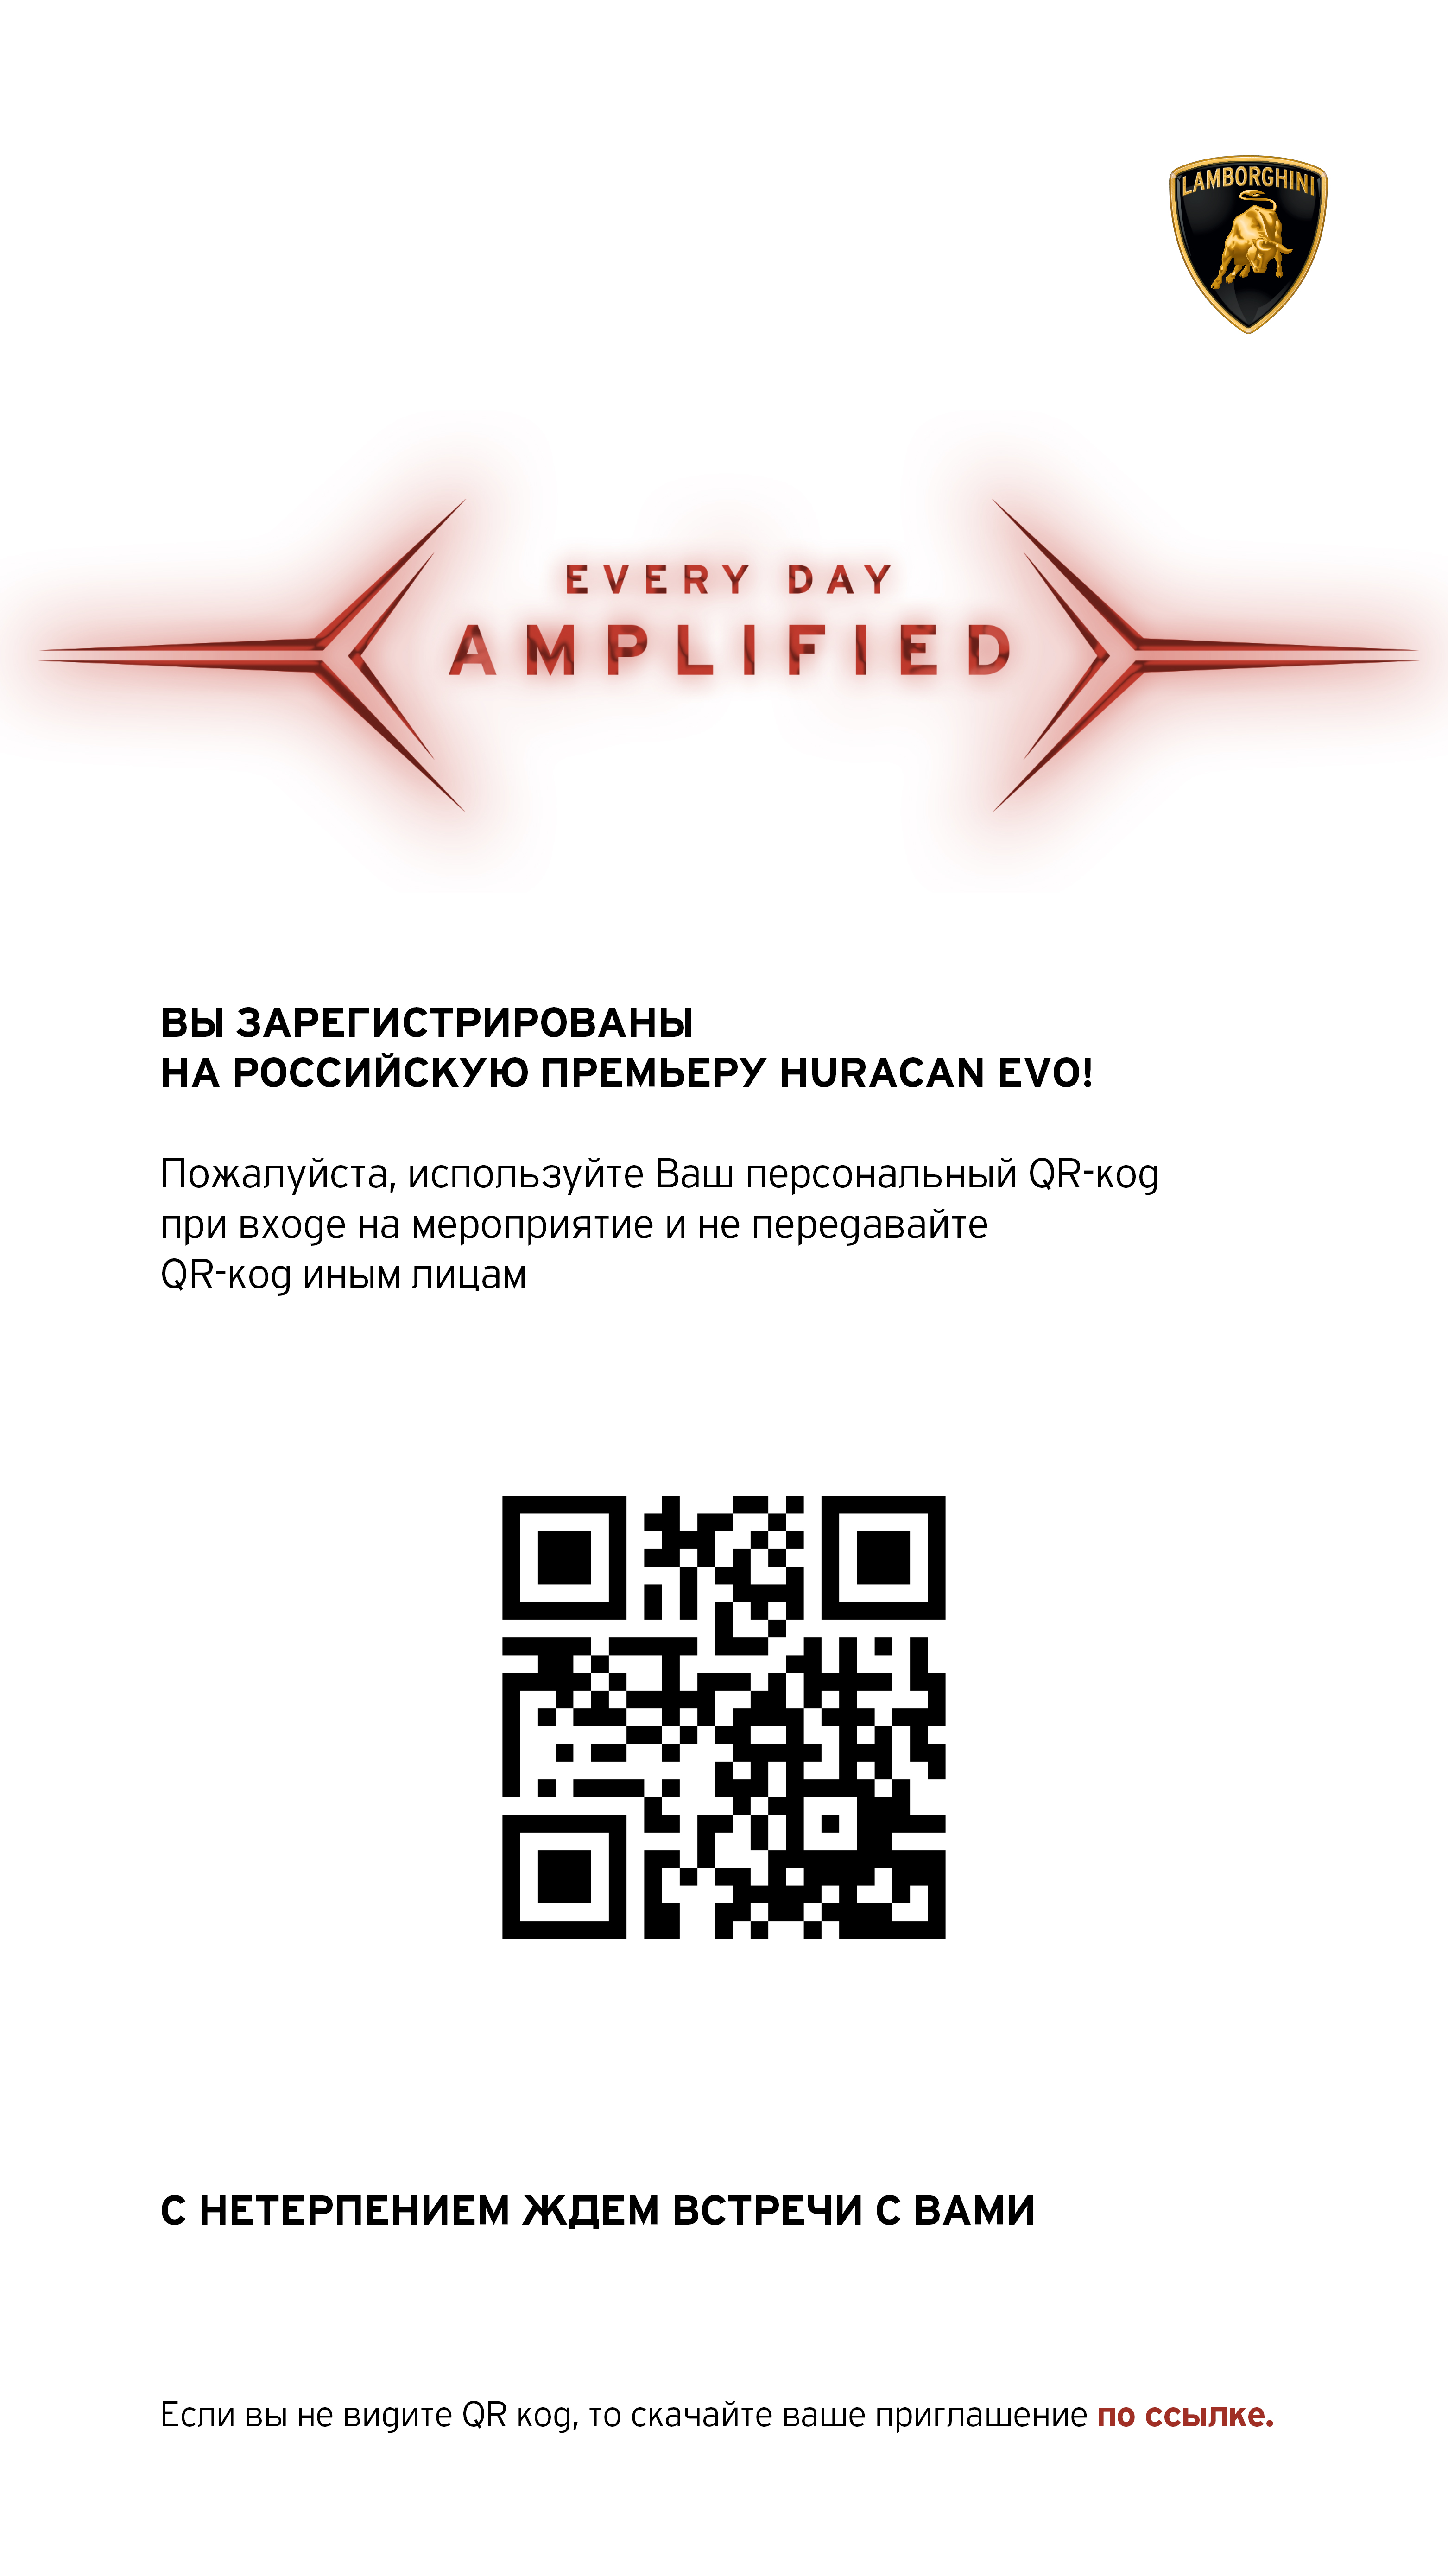 LAMBORGHINI
EVERY DAY
AMPLIFIED
ВЫ ЗАРЕГИСТРИРОВАНЫ
НА РОССИЙСКУЮ ПРЕМЬЕРУ HURACAN EVO!
Пожалуйста, используйте Ваш персональный QR-код
при входе на мероприятие и не передавайте
QR-код иным лицам
С НЕТЕРПЕНИЕМ ЖДЕМ ВСТРЕЧИ С ВАМИ
Если вы не видите QR код, то скачайте ваше приглашение по ссылке.